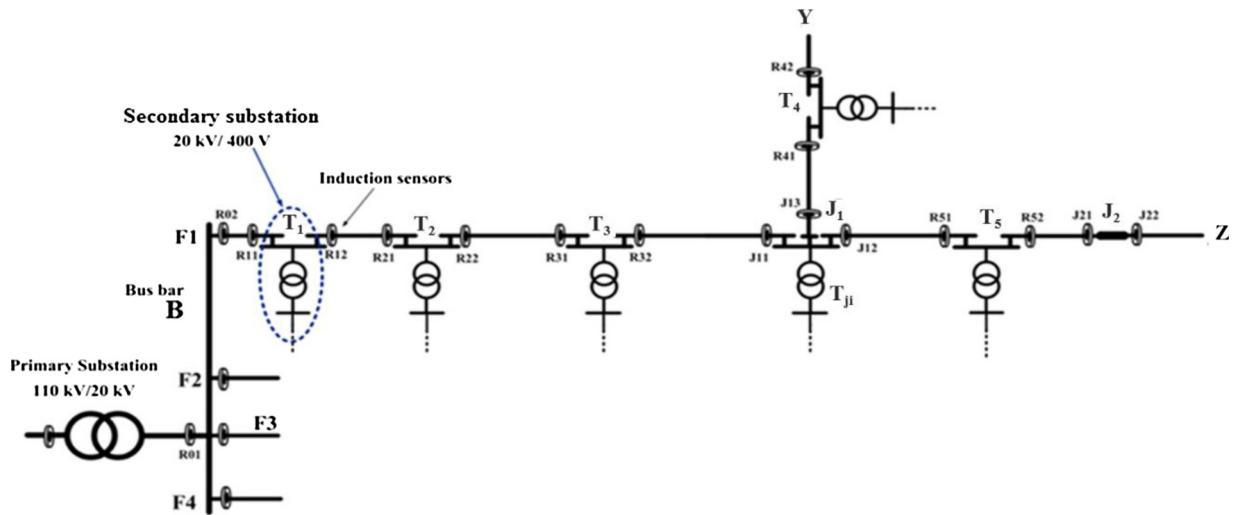 Y
R42
T4
Secondary substation
20 kV/ 400 V
R41
Induction sensors
J13
J1
R02
T1
T2
T3
R51
T5
R52
J21
J2
J22
F1
Z
R11
R12
R21
R22
R31
R32
J11
J12
Bus bar
B
Tji
Primary Substation
110 kV/20 kV
F2
F3
R01
F4